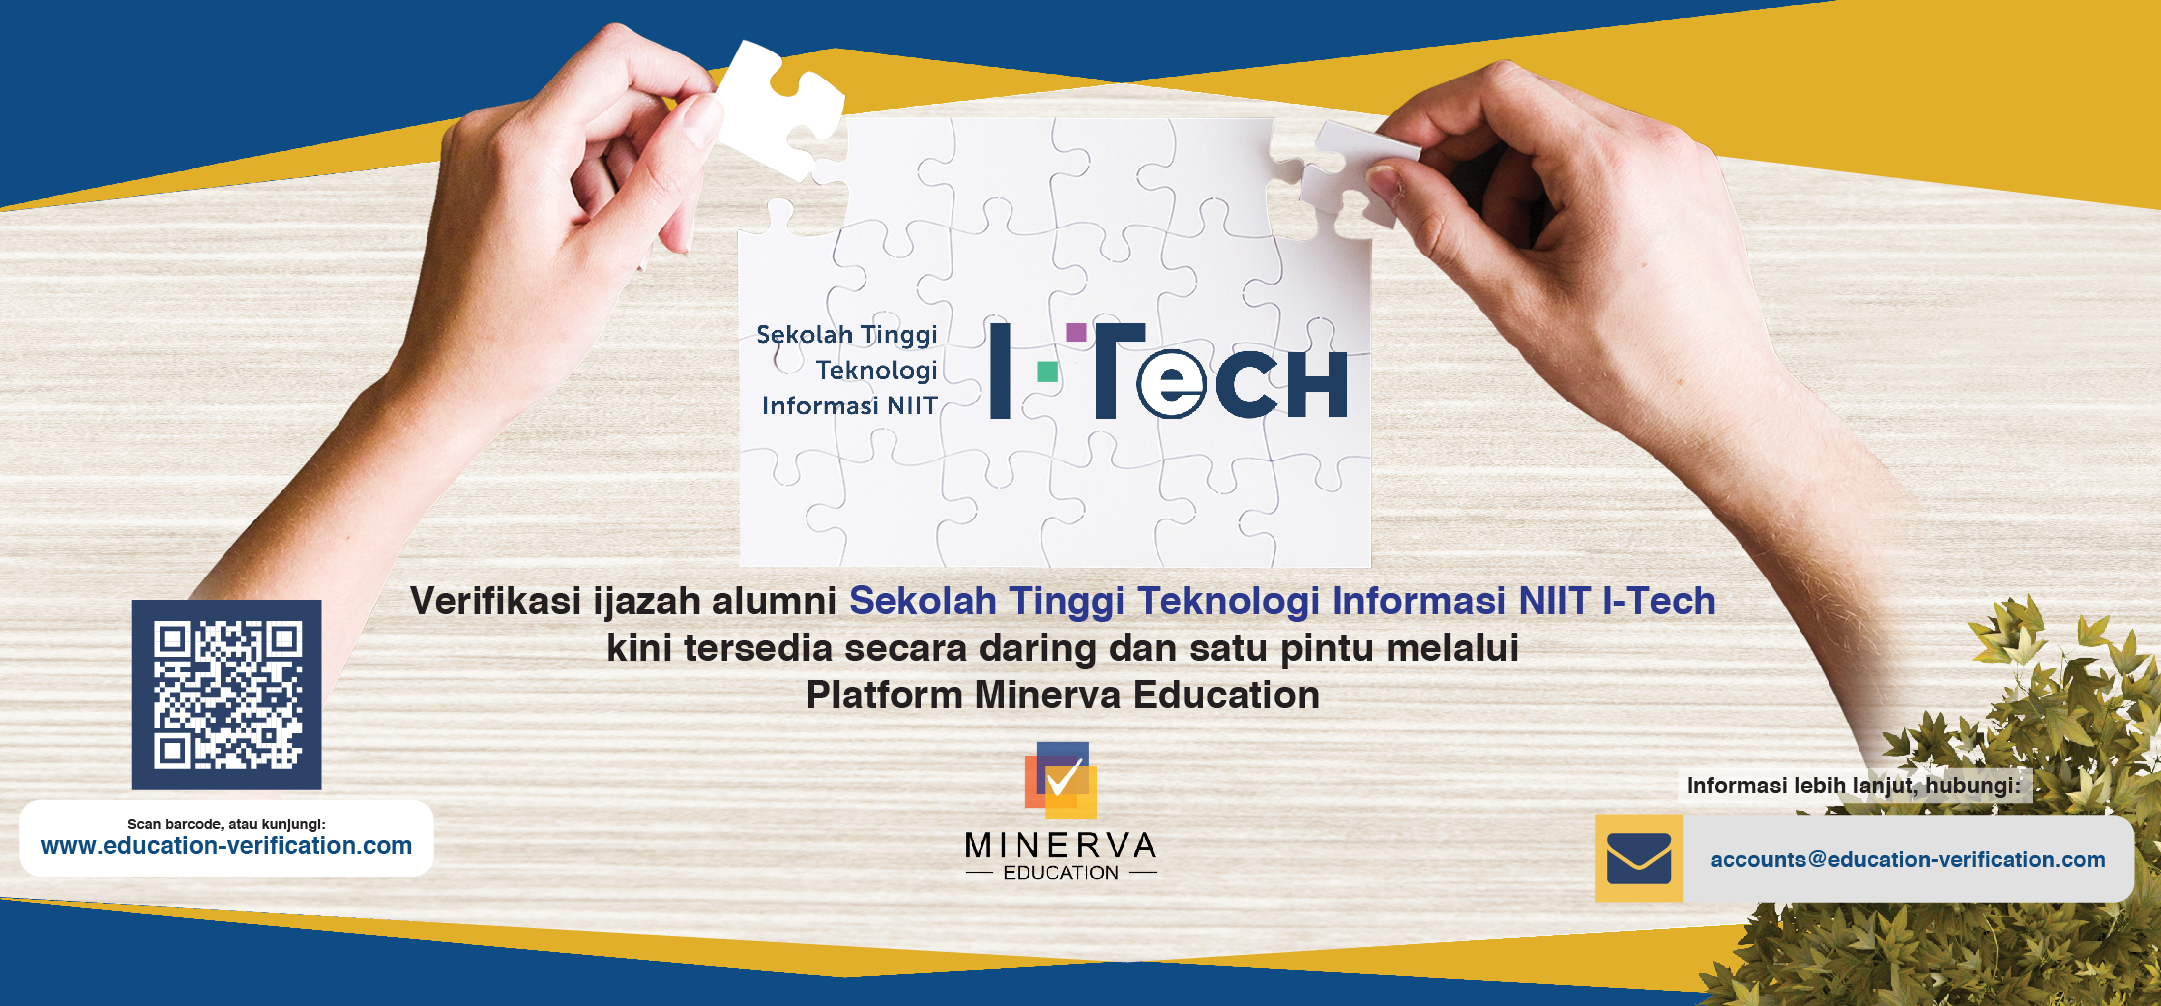 Sekolah Tinggi
Teknologi
Informasi NIIT
I-Tech
Verifikasi ijazah alumni Sekolah Tinggi Teknologi Informasi NIIT I-Tech
kini tersedia secara daring dan satu pintu melalui
Platform Minerva Education
Scan barcode, atau kunjungi:
www.education-verification.com
MINERVA
EDUCATION
Informasi lebih lanjut, hubungi:
accounts@education-verification.com